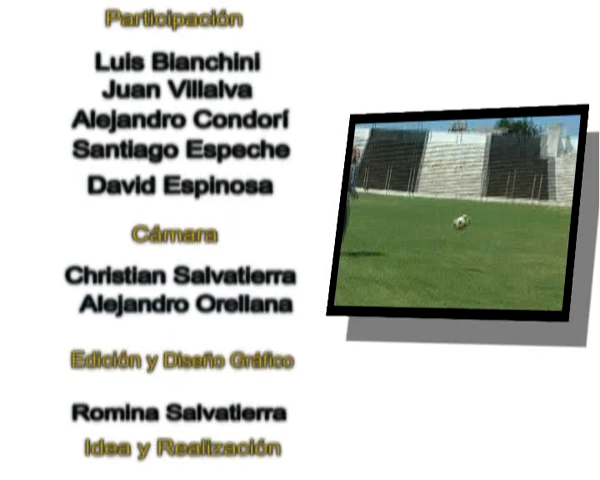 Participación
Luis Bianchini
Juan Villalva
Alejandro Condorí
Santiago Espeche
David Espinosa
Cámara
Christian Salvatierra
Alejandro Orellana
Edición y Diseño Gráfico
Romina Salvatierra
Idea y Realización